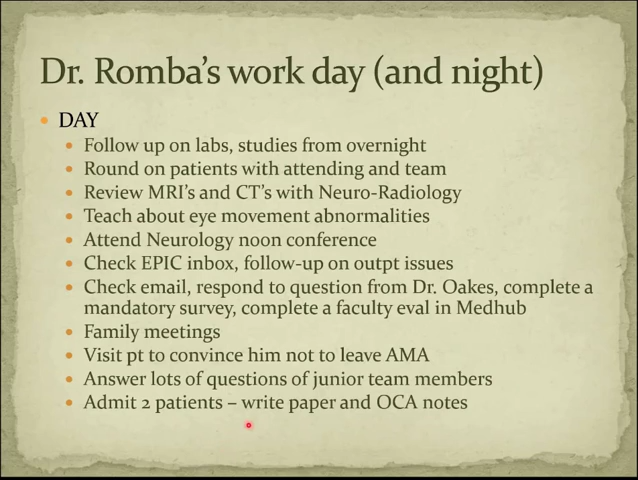 Dr. Romba's work day (and night)
DAY
Follow up on labs, studies from overnight
Round on patients with attending and team
Review MRI's and CT's with Neuro-Radiology
Teach about eye movement abnormalities
Attend Neurology noon conference
Check EPIC inbox, follow-up on outpt issues
Check email, respond to question from Dr. Oakes, complete a
mandatory survey, complete a faculty eval in Medhub
Family meetings
Visit pt to convince him not to leave AMA
Answer lots of questions of junior team members
Admit 2 patients – write paper and OCA notes